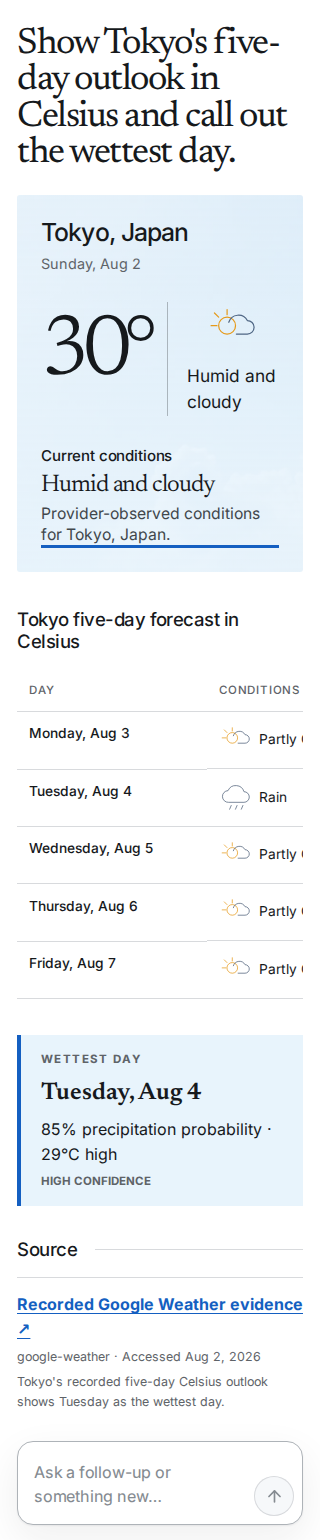 Show Tokyo's five-
day outlook in
Celsius and call out
the wettest day.
Tokyo, Japan
Sunday, Aug 2
30°
Humid and
cloudy
Current conditions
Humid and cloudy
Provider-observed conditions
for Tokyo, Japan.
Tokyo five-day forecast in
Celsius
DAY CONDITIONS
Monday, Aug 3 Partly
Tuesday, Aug 4 Rain
Wednesday, Aug 5 Partly
Thursday, Aug 6 Partly
Friday, Aug 7 Partly
WETTEST DAY
Tuesday, Aug 4
85% precipitation probability ·
29°C high
HIGH CONFIDENCE
Source
Recorded Google Weather evidence
↗
google-weather · Accessed Aug 2, 2026
Tokyo's recorded five-day Celsius outlook
shows Tuesday as the wettest day.
Ask a follow-up or
something new...